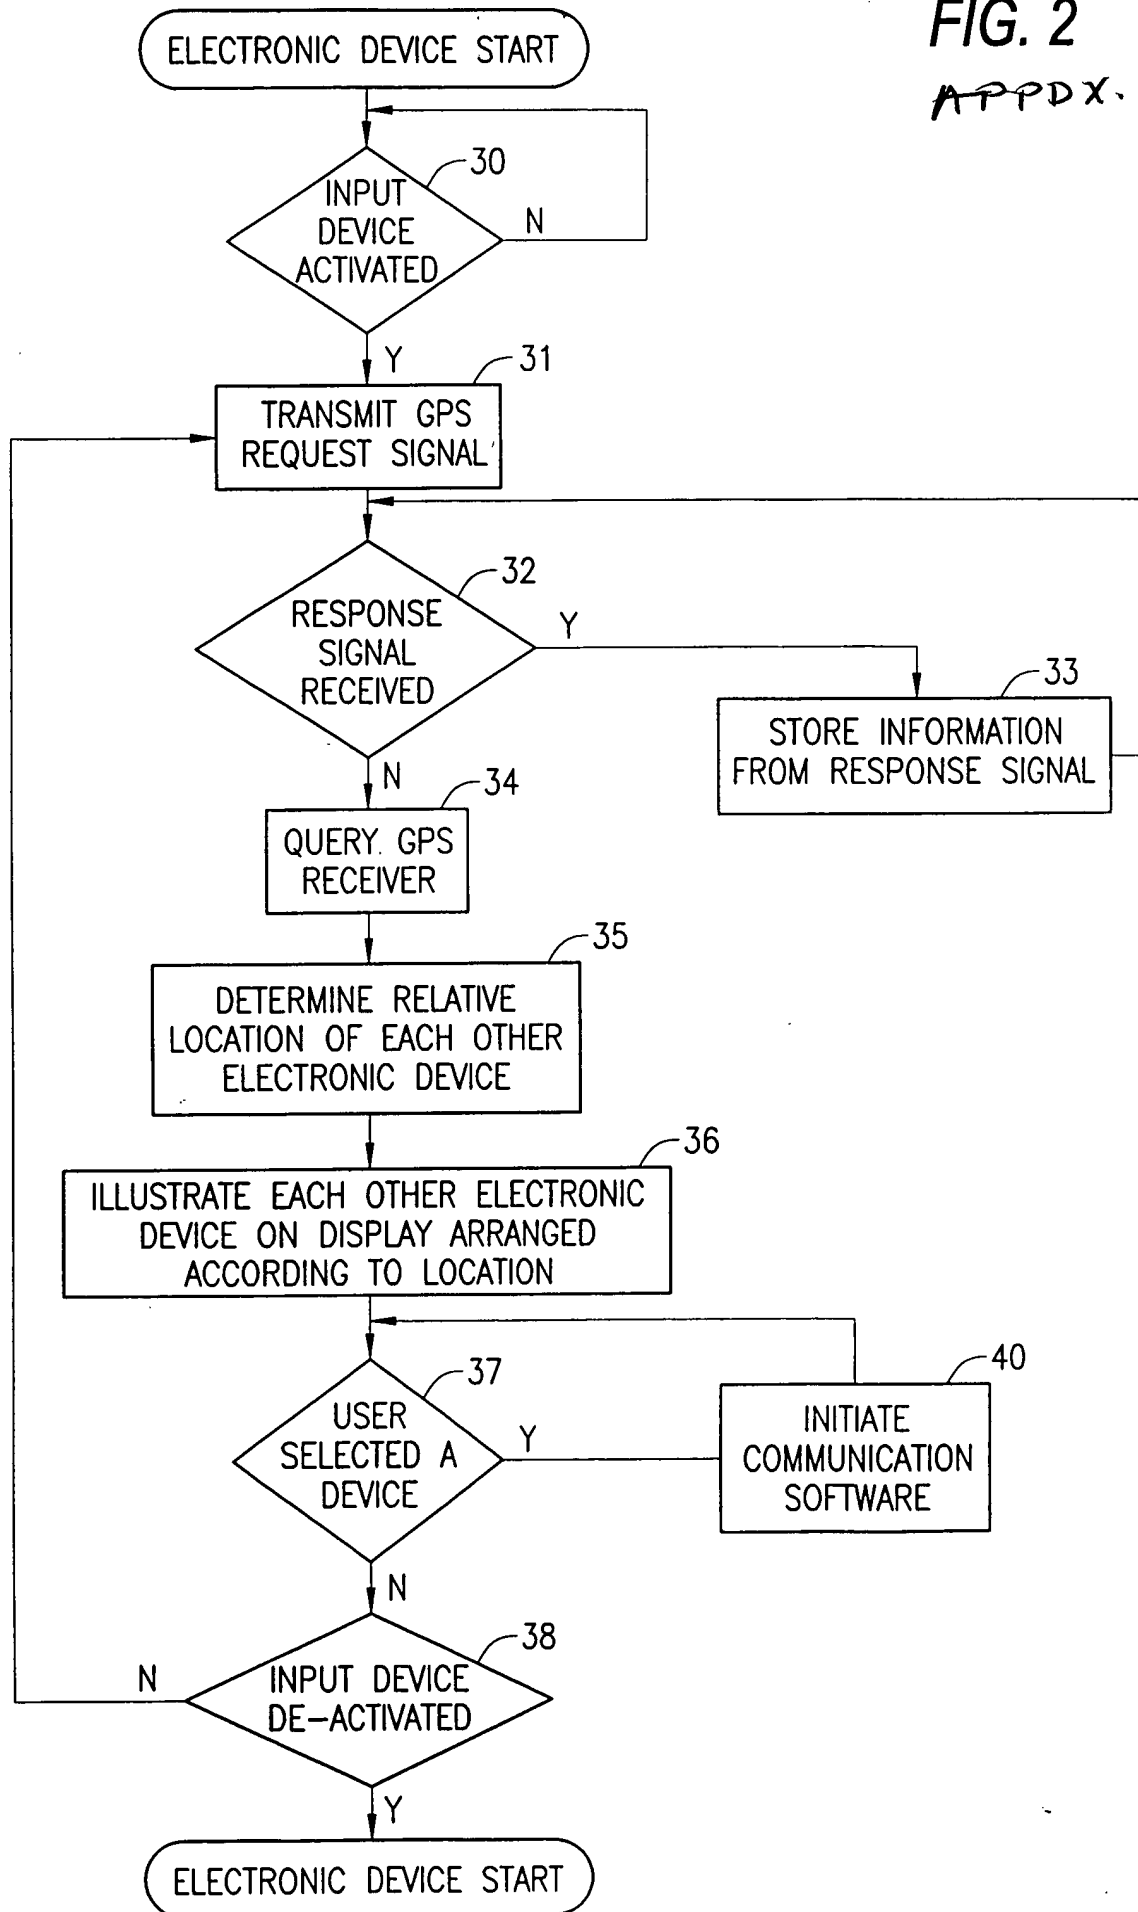 FIG. 2
APPDX.
ELECTRONIC DEVICE START
30
INPUT
DEVICE
ACTIVATED
N
Y
31
TRANSMIT GPS
REQUEST SIGNAL
32
RESPONSE
SIGNAL
RECEIVED
Y
33
STORE INFORMATION
FROM RESPONSE SIGNAL
N
34
QUERY GPS
RECEIVER
35
DETERMINE RELATIVE
LOCATION OF EACH OTHER
ELECTRONIC DEVICE
36
ILLUSTRATE EACH OTHER ELECTRONIC
DEVICE ON DISPLAY ARRANGED
ACCORDING TO LOCATION
37
USER
SELECTED A
DEVICE
Y
40
INITIATE
COMMUNICATION
SOFTWARE
N
38
INPUT DEVICE
DE-ACTIVATED
N
Y
ELECTRONIC DEVICE START